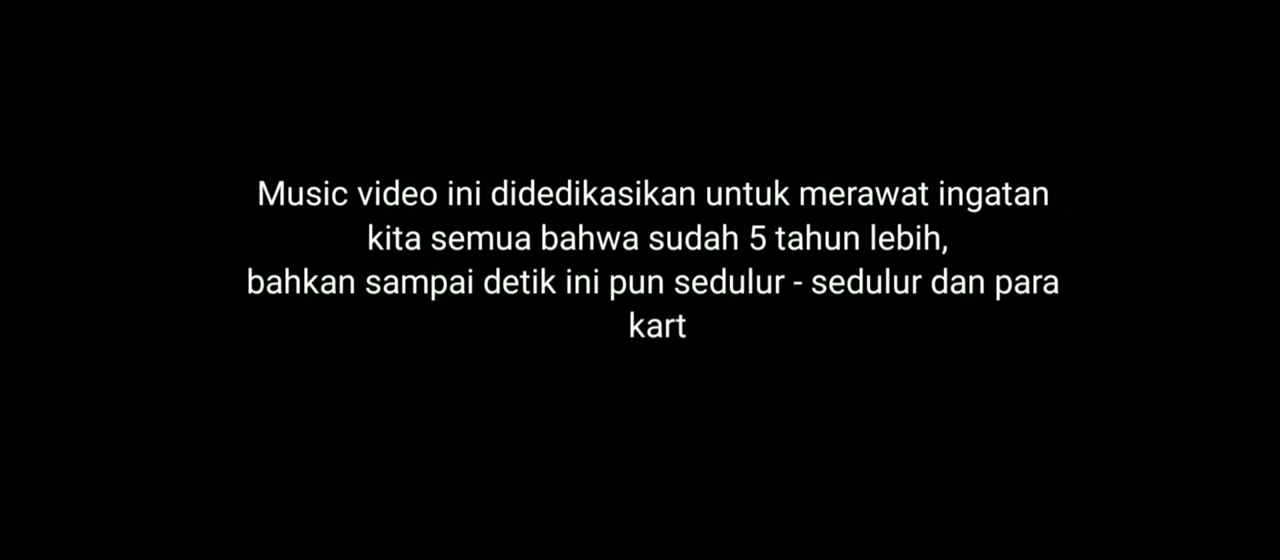 Music video ini didedikasikan untuk merawat ingatan
kita semua bahwa sudah 5 tahun lebih,
bahkan sampai detik ini pun sedulur - sedulur dan para
kart